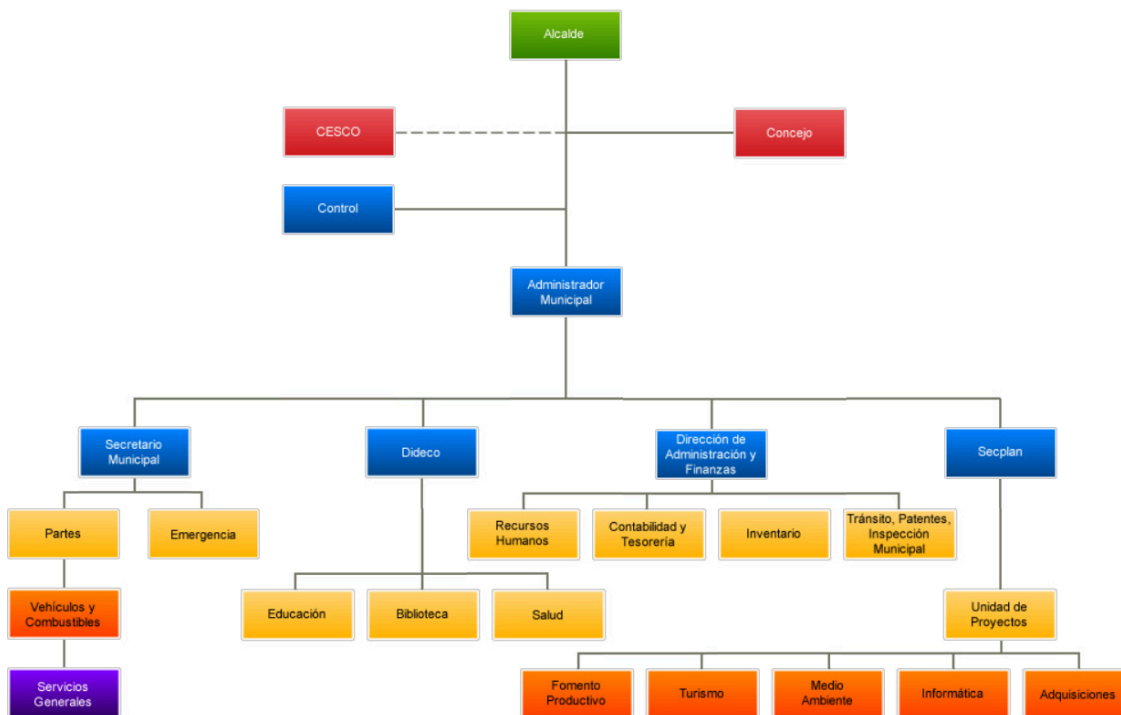 Alcalde
CESCO
Concejo
Control
Administrador
Municipal
Secretario
Municipal
Dideco
Dirección de
Administración y
Finanzas
Secplan
Partes
Emergencia
Recursos
Humanos
Contabilidad y
Tesorería
Inventario
Tránsito, Patentes,
Inspección
Municipal
Vehículos y
Combustibles
Educación
Biblioteca
Salud
Unidad de
Proyectos
Servicios
Generales
Fomento
Productivo
Turismo
Medio
Ambiente
Informática
Adquisiciones